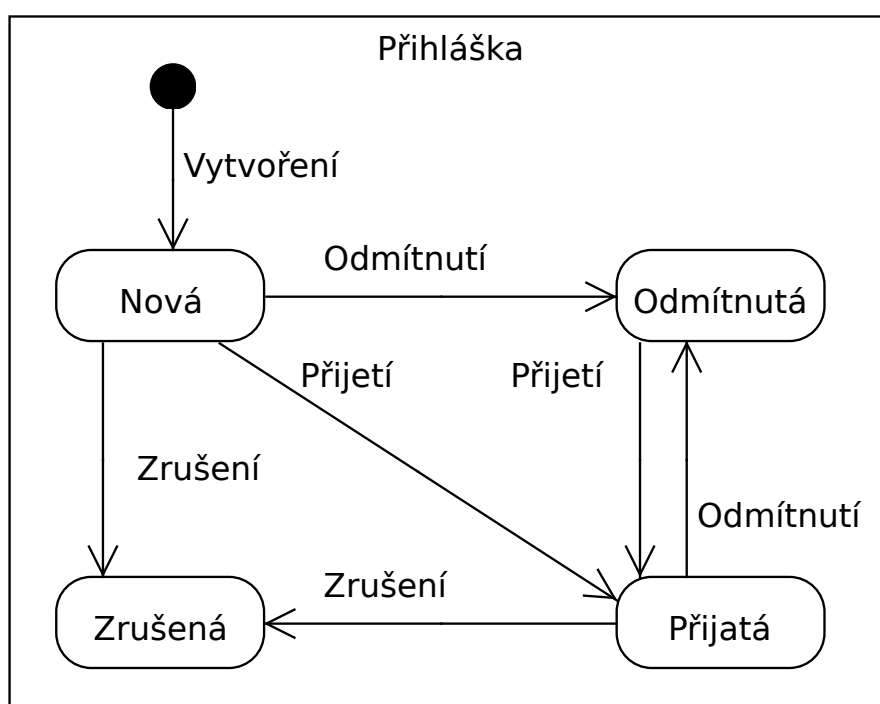 Přihláška
Vytvoření
Odmítnutí
Nová
Odmítnutá
Přijetí
Přijetí
Zrušení
Odmítnutí
Zrušení
Zrušená
Přijatá